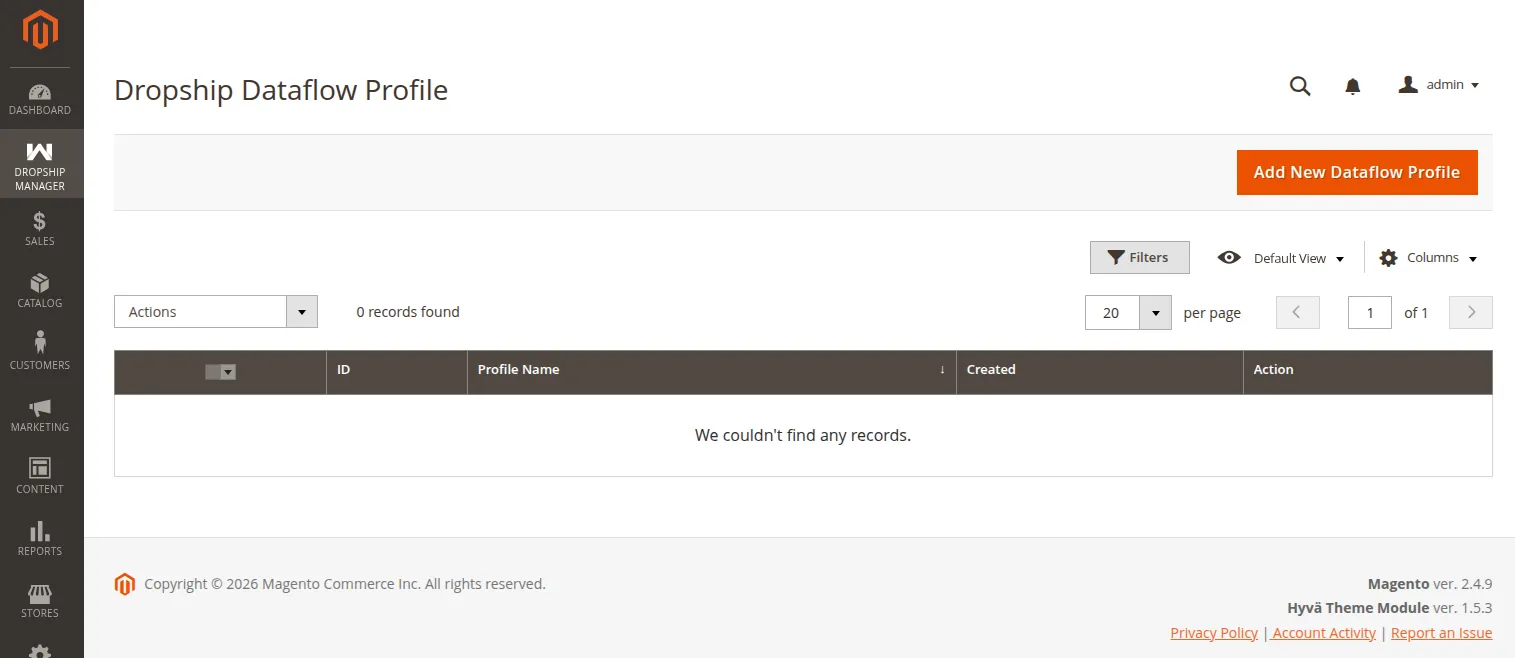 Dropship Dataflow Profile
admin
DASHBOARD
DROPSHIP
MANAGER
SALES
CATALOG
CUSTOMERS
MARKETING
CONTENT
REPORTS
STORES
Add New Dataflow Profile
Filters
Default View
Columns
Actions
0 records found
20
per page
1
of 1
ID
Profile Name ↓
Created
Action
We couldn't find any records.
Copyright © 2026 Magento Commerce Inc. All rights reserved.
Magento ver. 2.4.9
Hyvä Theme Module ver. 1.5.3
Privacy Policy | Account Activity | Report an Issue